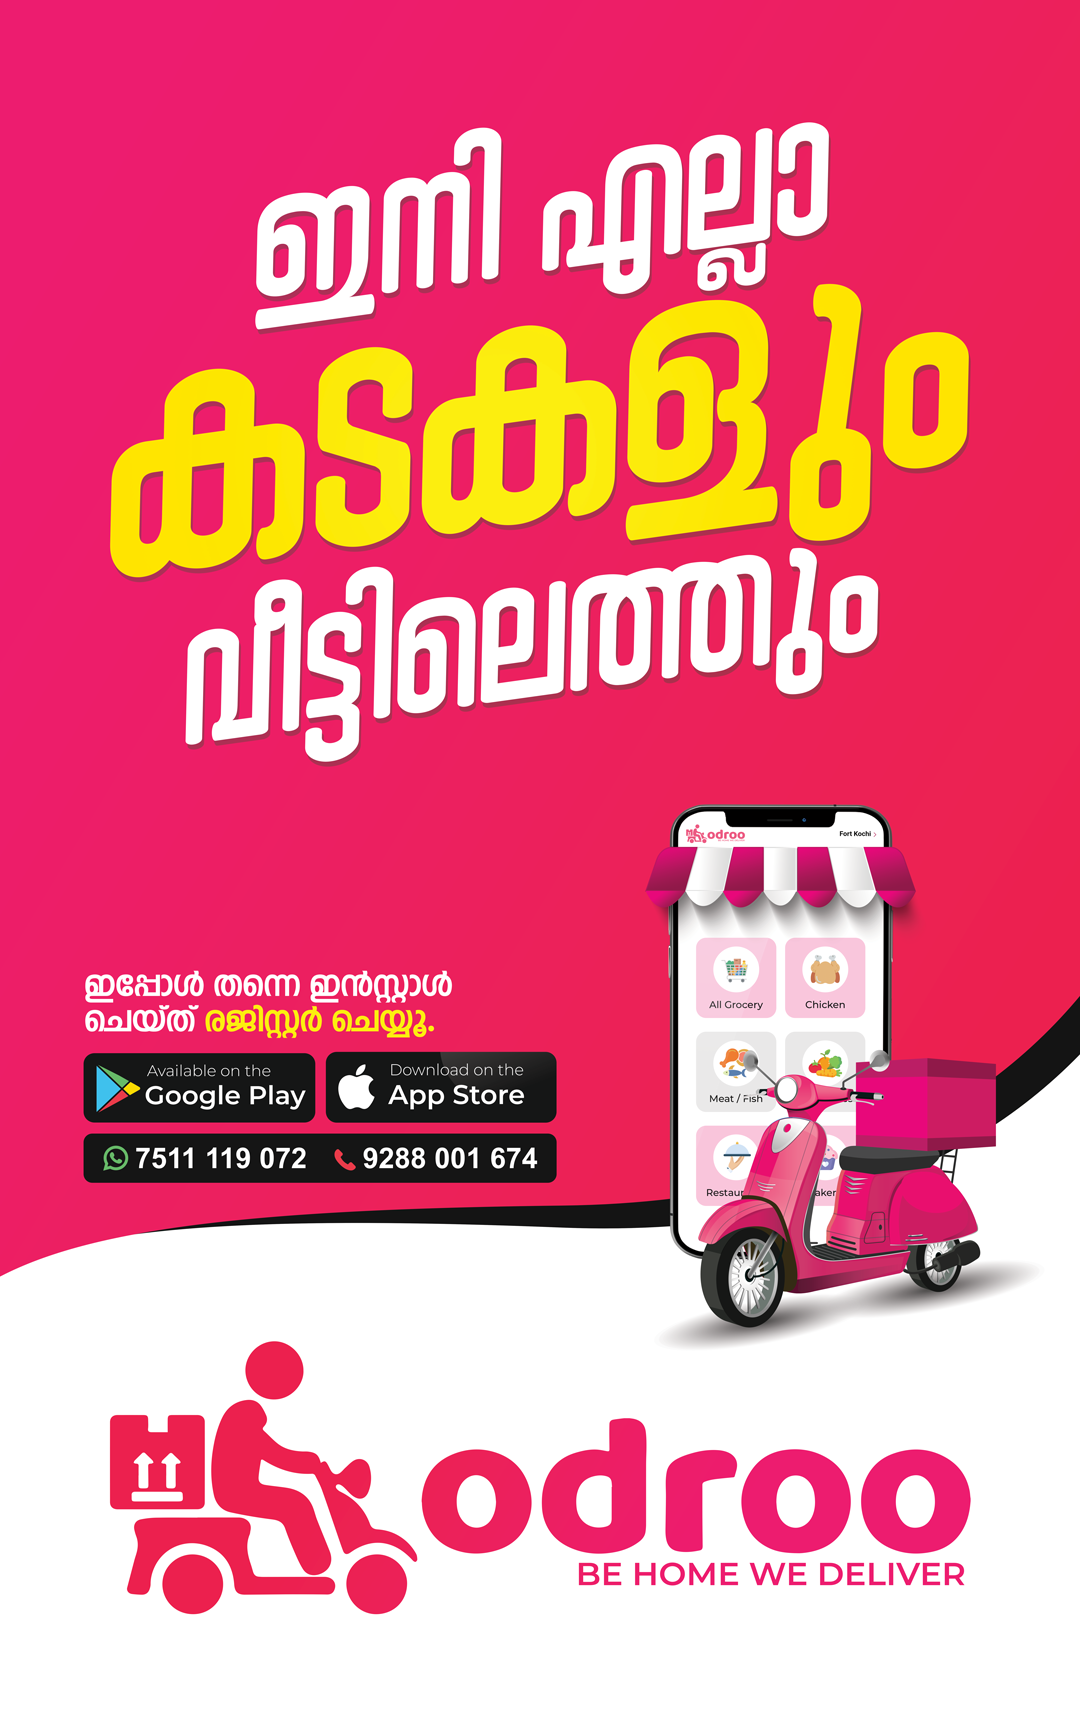 ഇനി എല്ലാ
കടകളും
വീട്ടിലെത്തും
odroo
Fort Kochi >
All Grocery
Chicken
Meat / Fish
ഇപ്പോൾ തന്നെ ഇൻസ്റ്റാൾ
ചെയ്ത് രജിസ്റ്റർ ചെയ്യൂ.
Available on the
Google Play
Download on the
App Store
7511 119 072
9288 001 674
odroo
BE HOME WE DELIVER